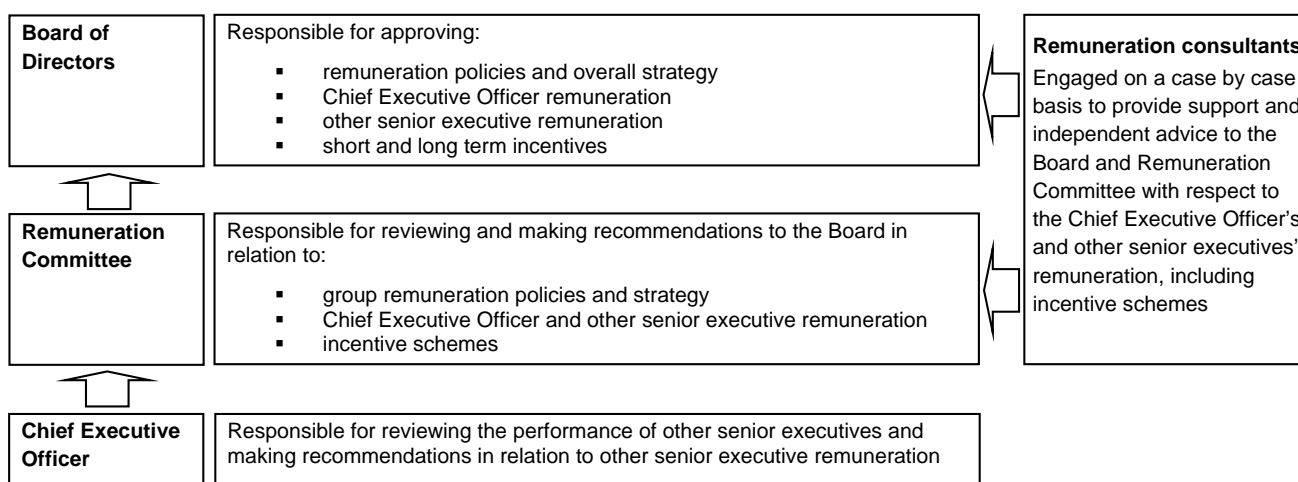 Board of
Directors
Responsible for approving:
▪ remuneration policies and overall strategy
▪ Chief Executive Officer remuneration
▪ other senior executive remuneration
▪ short and long term incentives
Remuneration
Committee
Responsible for reviewing and making recommendations to the Board in
relation to:
▪ group remuneration policies and strategy
▪ Chief Executive Officer and other senior executive remuneration
▪ incentive schemes
Chief Executive
Officer
Responsible for reviewing the performance of other senior executives and
making recommendations in relation to other senior executive remuneration
Remuneration consultants
Engaged on a case by case
basis to provide support and
independent advice to the
Board and Remuneration
Committee with respect to
the Chief Executive Officer's
and other senior executives'
remuneration, including
incentive schemes